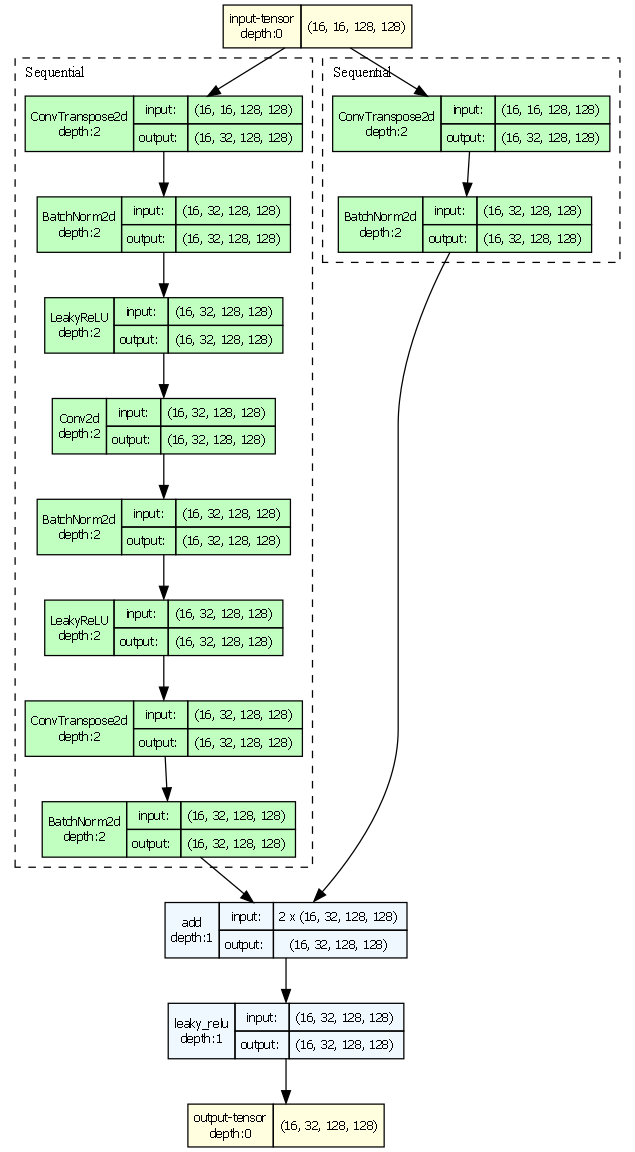 input-tensor
depth:0
(16, 16, 128, 128)
Sequential
ConvTranspose2d
depth:2
input:
(16, 16, 128, 128)
output:
(16, 32, 128, 128)
BatchNorm2d
depth:2
input:
(16, 32, 128, 128)
output:
(16, 32, 128, 128)
LeakyReLU
depth:2
input:
(16, 32, 128, 128)
output:
(16, 32, 128, 128)
Conv2d
depth:2
input:
(16, 32, 128, 128)
output:
(16, 32, 128, 128)
BatchNorm2d
depth:2
input:
(16, 32, 128, 128)
output:
(16, 32, 128, 128)
LeakyReLU
depth:2
input:
(16, 32, 128, 128)
output:
(16, 32, 128, 128)
ConvTranspose2d
depth:2
input:
(16, 32, 128, 128)
output:
(16, 32, 128, 128)
BatchNorm2d
depth:2
input:
(16, 32, 128, 128)
output:
(16, 32, 128, 128)
Sequential
ConvTranspose2d
depth:2
input:
(16, 16, 128, 128)
output:
(16, 32, 128, 128)
BatchNorm2d
depth:2
input:
(16, 32, 128, 128)
output:
(16, 32, 128, 128)
add
depth:1
input:
2 x (16, 32, 128, 128)
output:
(16, 32, 128, 128)
leaky_relu
depth:1
input:
(16, 32, 128, 128)
output:
(16, 32, 128, 128)
output-tensor
depth:0
(16, 32, 128, 128)